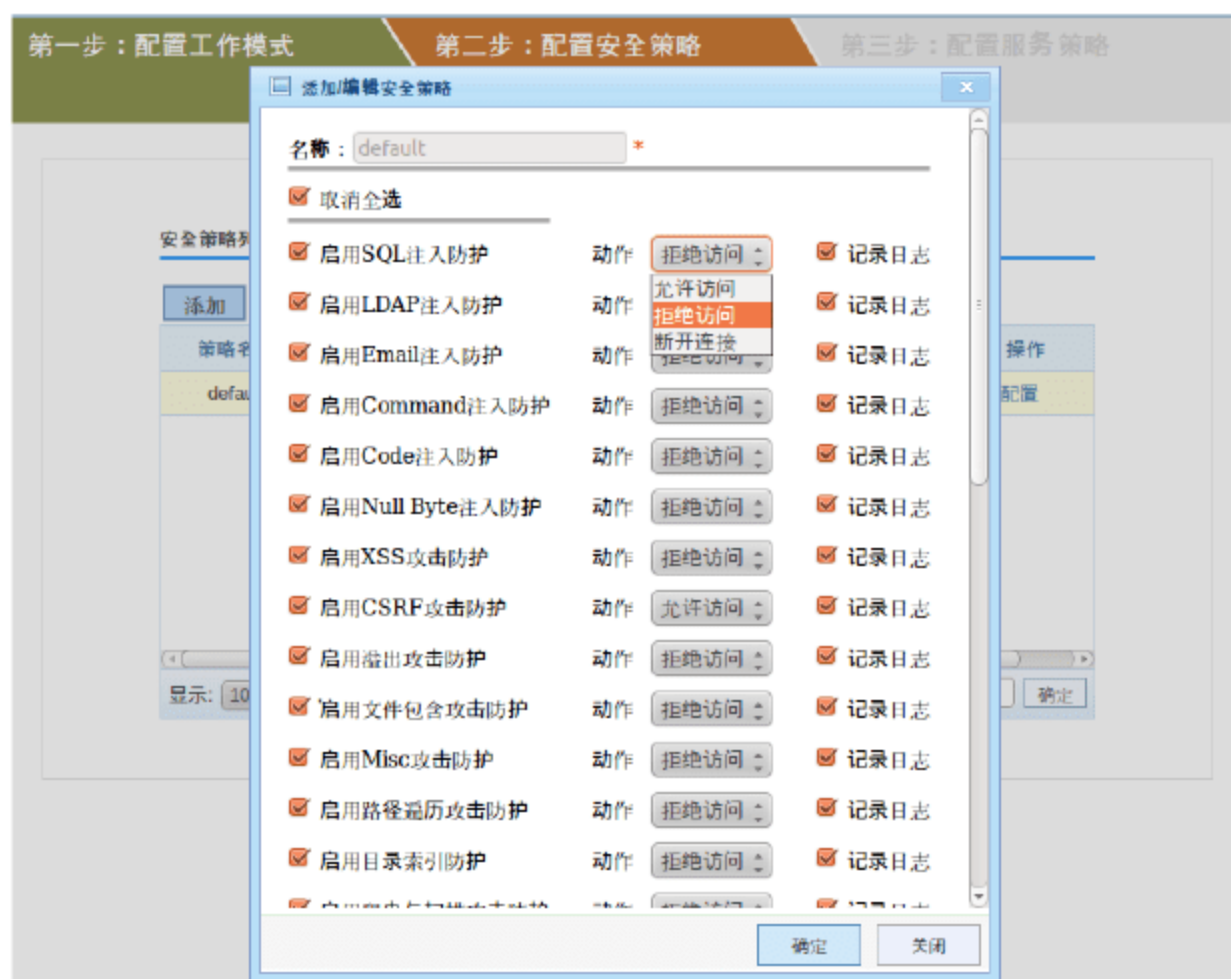 第一步：配置工作模式 第二步：配置安全策略 第三步：配置服务策略
添加/编辑安全策略
名称： default *
取消全选
安全策略列
启用SQL注入防护 动作 拒绝访问 记录日志
允许访问
拒绝访问
断开连接
添加
启用LDAP注入防护 动作 记录日志
策略名 操作
启用Email注入防护 动作 拒绝访问 记录日志
defau 配置
启用Command注入防护 动作 拒绝访问 记录日志
启用Code注入防护 动作 拒绝访问 记录日志
启用Null Byte注入防护 动作 拒绝访问 记录日志
启用XSS攻击防护 动作 拒绝访问 记录日志
启用CSRF攻击防护 动作 允许访问 记录日志
启用溢出攻击防护 动作 拒绝访问 记录日志
显示: 10 确定
启用文件包含攻击防护 动作 拒绝访问 记录日志
启用Misc攻击防护 动作 拒绝访问 记录日志
启用路径遍历攻击防护 动作 拒绝访问 记录日志
启用目录索引防护 动作 拒绝访问 记录日志
确定 关闭